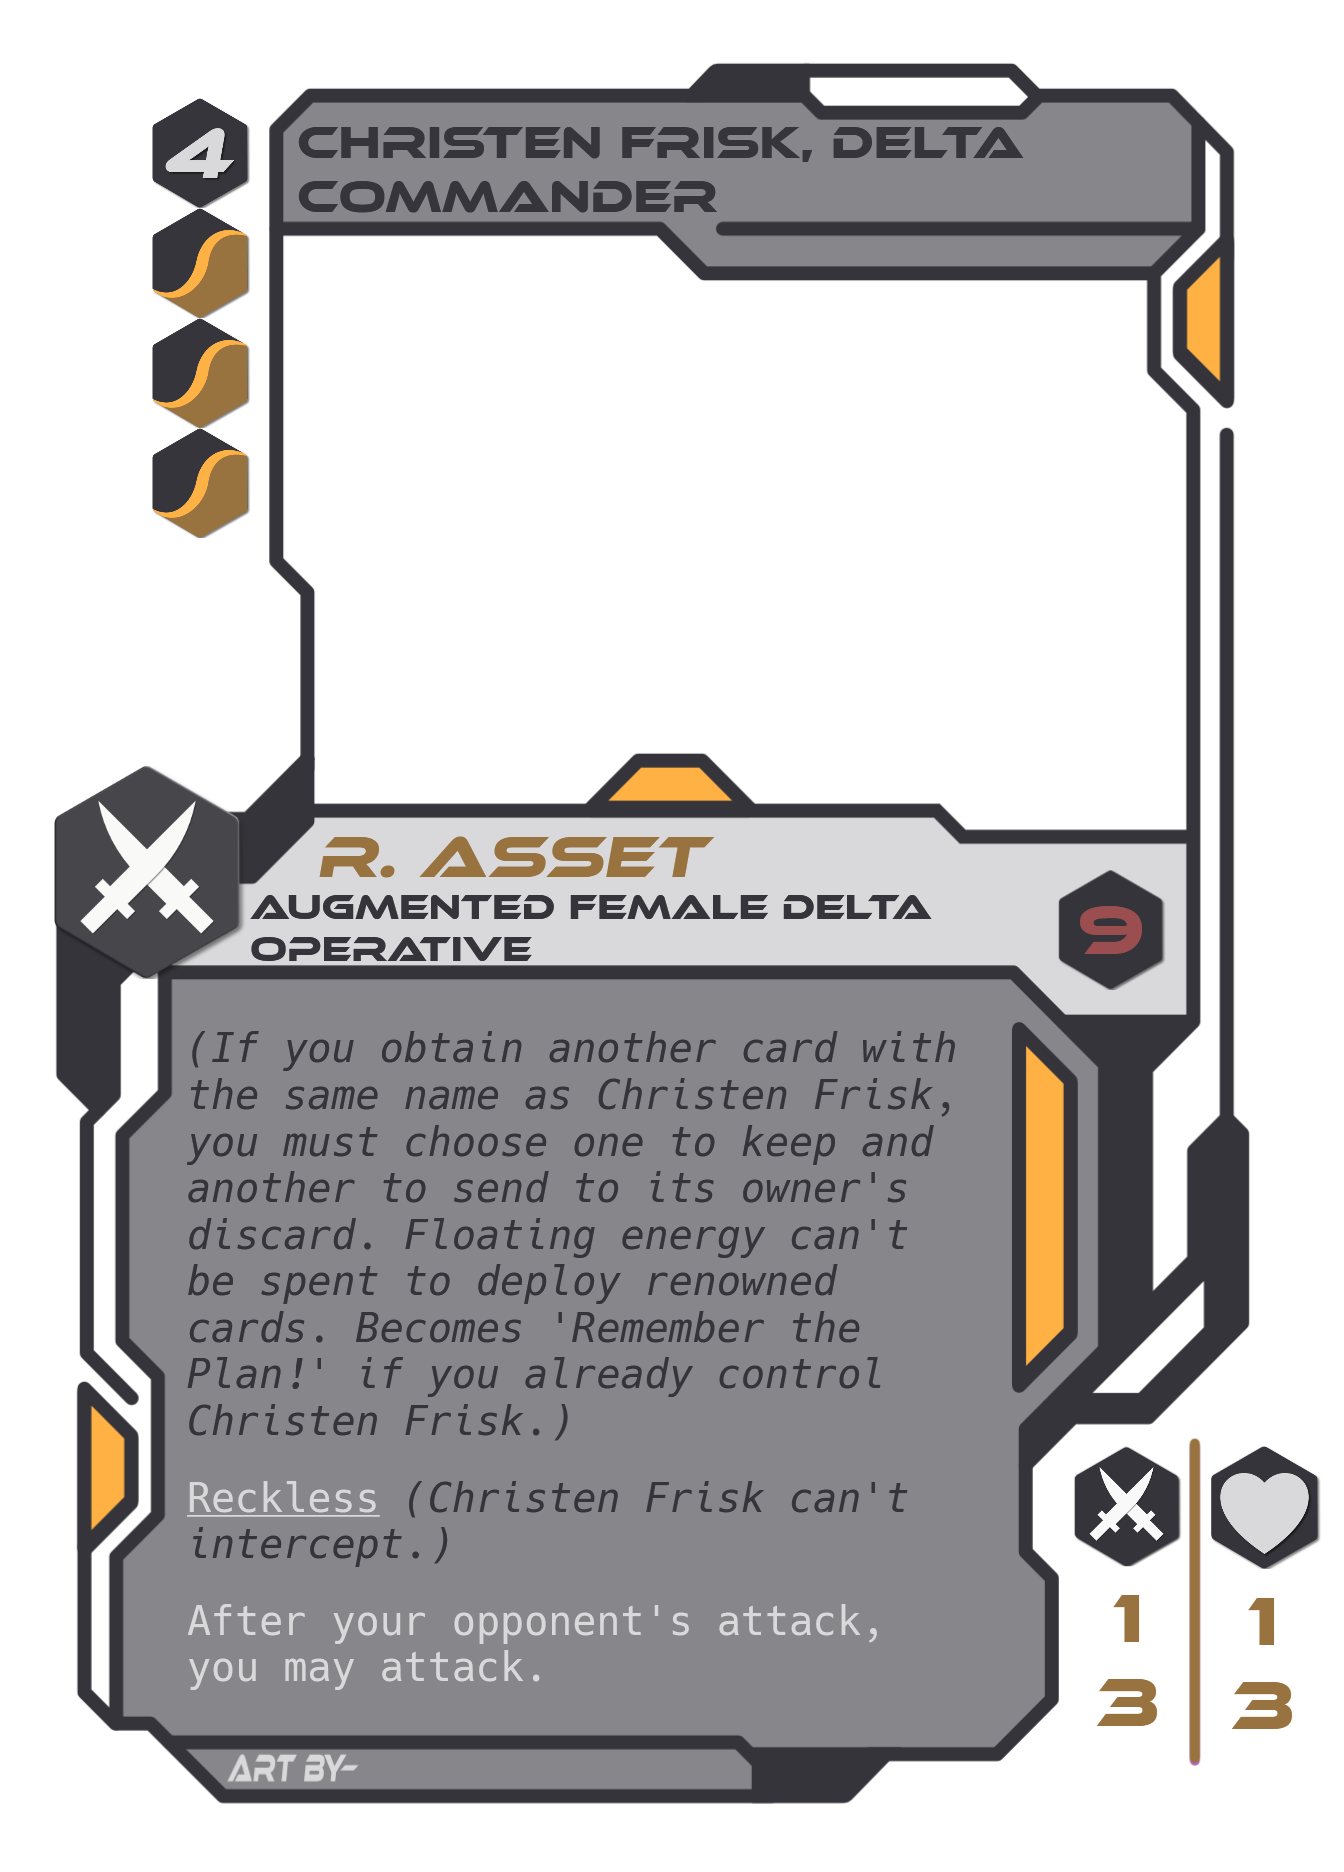 4
CHRISTEN FRISK, DELTA
COMMANDER
R. ASSET
AUGMENTED FEMALE DELTA
OPERATIVE
9
(If you obtain another card with
the same name as Christen Frisk,
you must choose one to keep and
another to send to its owner's
discard. Floating energy can't
be spent to deploy renowned
cards. Becomes 'Remember the
Plan!' if you already control
Christen Frisk.)
Reckless (Christen Frisk can't
intercept.)
After your opponent's attack,
you may attack.
1 1
3 3
ART BY-